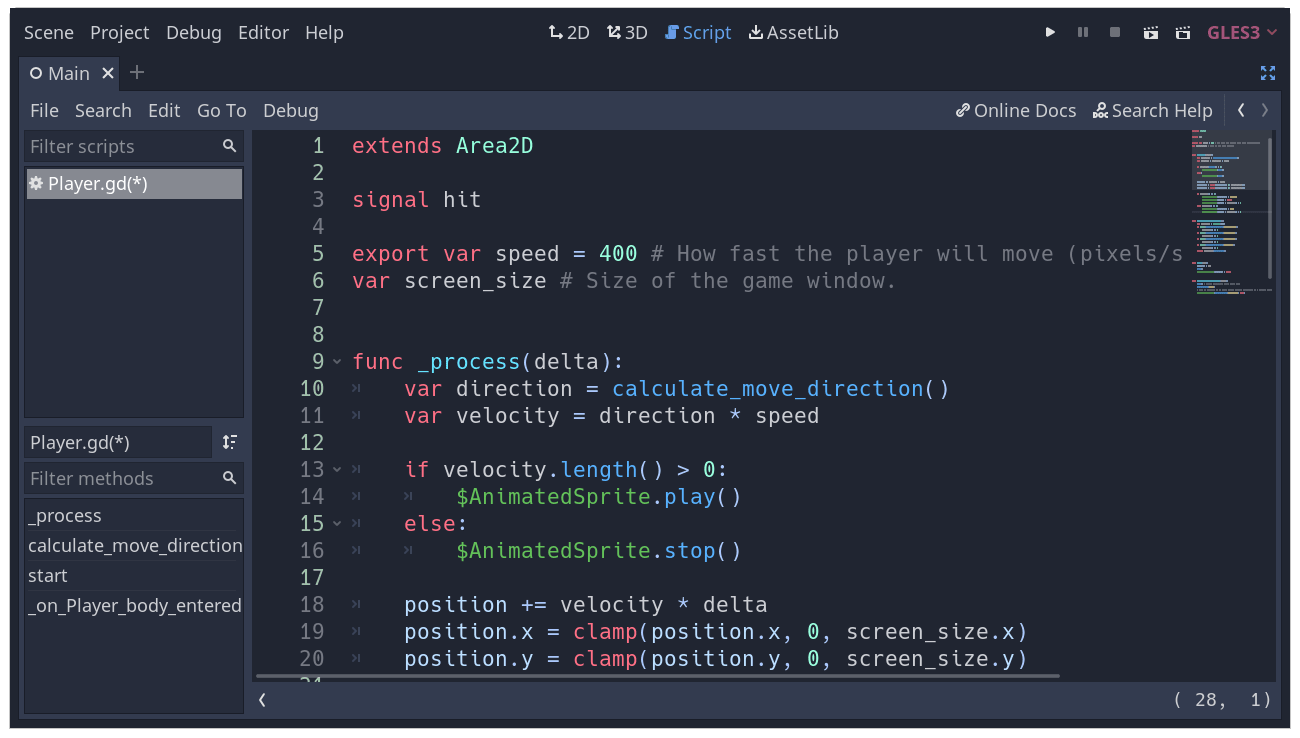 Scene Project Debug Editor Help 2D 3D Script AssetLib GLES3
Main
File Search Edit Go To Debug Online Docs Search Help
Filter scripts
Player.gd(*)
Player.gd(*)
Filter methods
_process
calculate_move_direction
start
_on_Player_body_entered
1 extends Area2D
2
3 signal hit
4
5 export var speed = 400 # How fast the player will move (pixels/s
6 var screen_size # Size of the game window.
7
8
9 func _process(delta):
10 var direction = calculate_move_direction()
11 var velocity = direction * speed
12
13 if velocity.length() > 0:
14 $AnimatedSprite.play()
15 else:
16 $AnimatedSprite.stop()
17
18 position += velocity * delta
19 position.x = clamp(position.x, 0, screen_size.x)
20 position.y = clamp(position.y, 0, screen_size.y)
( 28, 1)